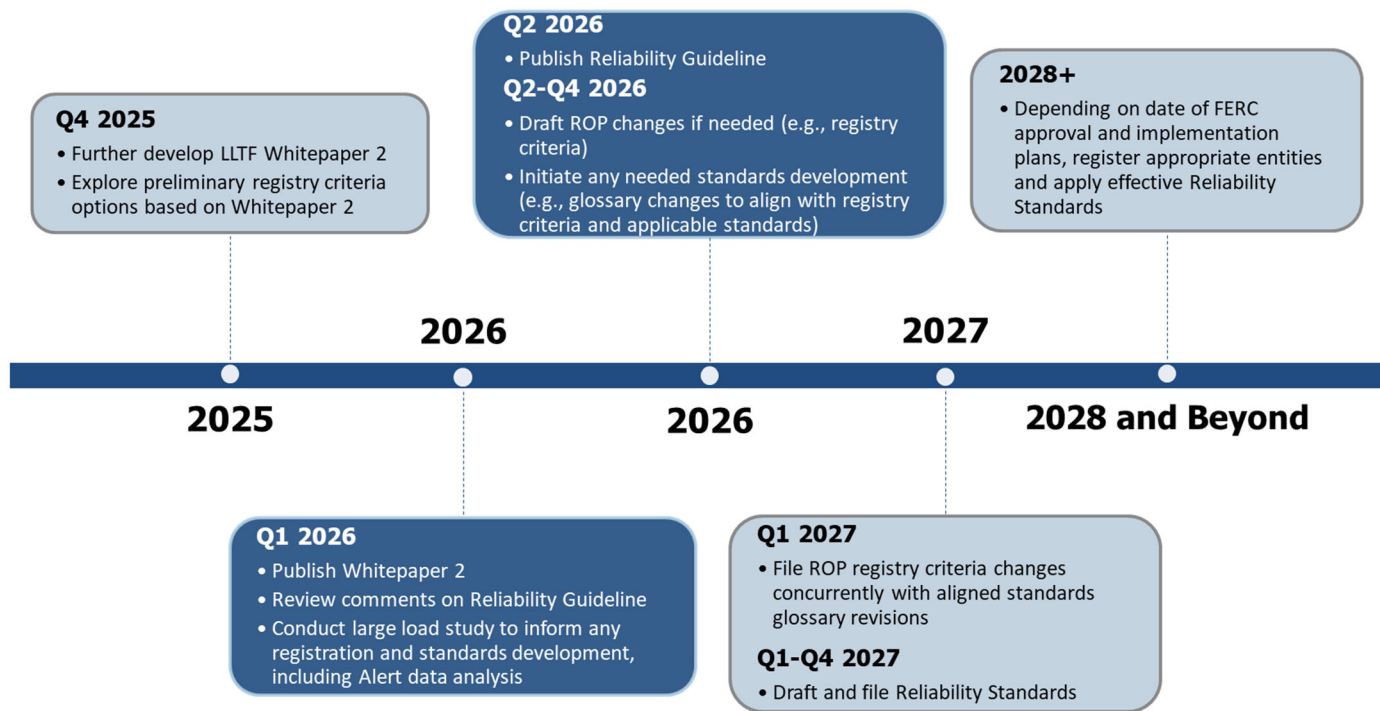 Q4 2025
• Further develop LLTF Whitepaper 2
• Explore preliminary registry criteria
options based on Whitepaper 2
Q2 2026
• Publish Reliability Guideline
Q2-Q4 2026
• Draft ROP changes if needed (e.g., registry
criteria)
• Initiate any needed standards development
(e.g., glossary changes to align with registry
criteria and applicable standards)
2028+
• Depending on date of FERC
approval and implementation
plans, register appropriate entities
and apply effective Reliability
Standards
2026
2027
2025
2026
2028 and Beyond
Q1 2026
• Publish Whitepaper 2
• Review comments on Reliability Guideline
• Conduct large load study to inform any
registration and standards development,
including Alert data analysis
Q1 2027
• File ROP registry criteria changes
concurrently with aligned standards
glossary revisions
Q1-Q4 2027
• Draft and file Reliability Standards